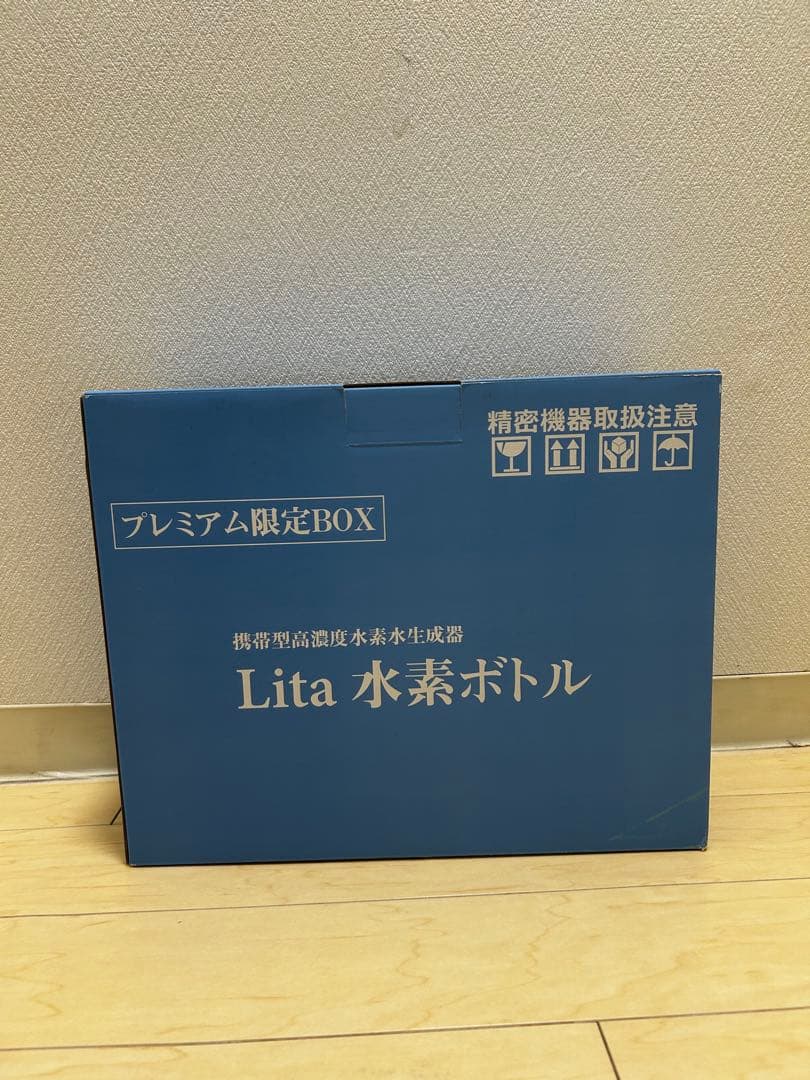 精密機器取扱注意
プレミアム限定BOX
携帯型高濃度水素水生成器
Lita 水素ボトル